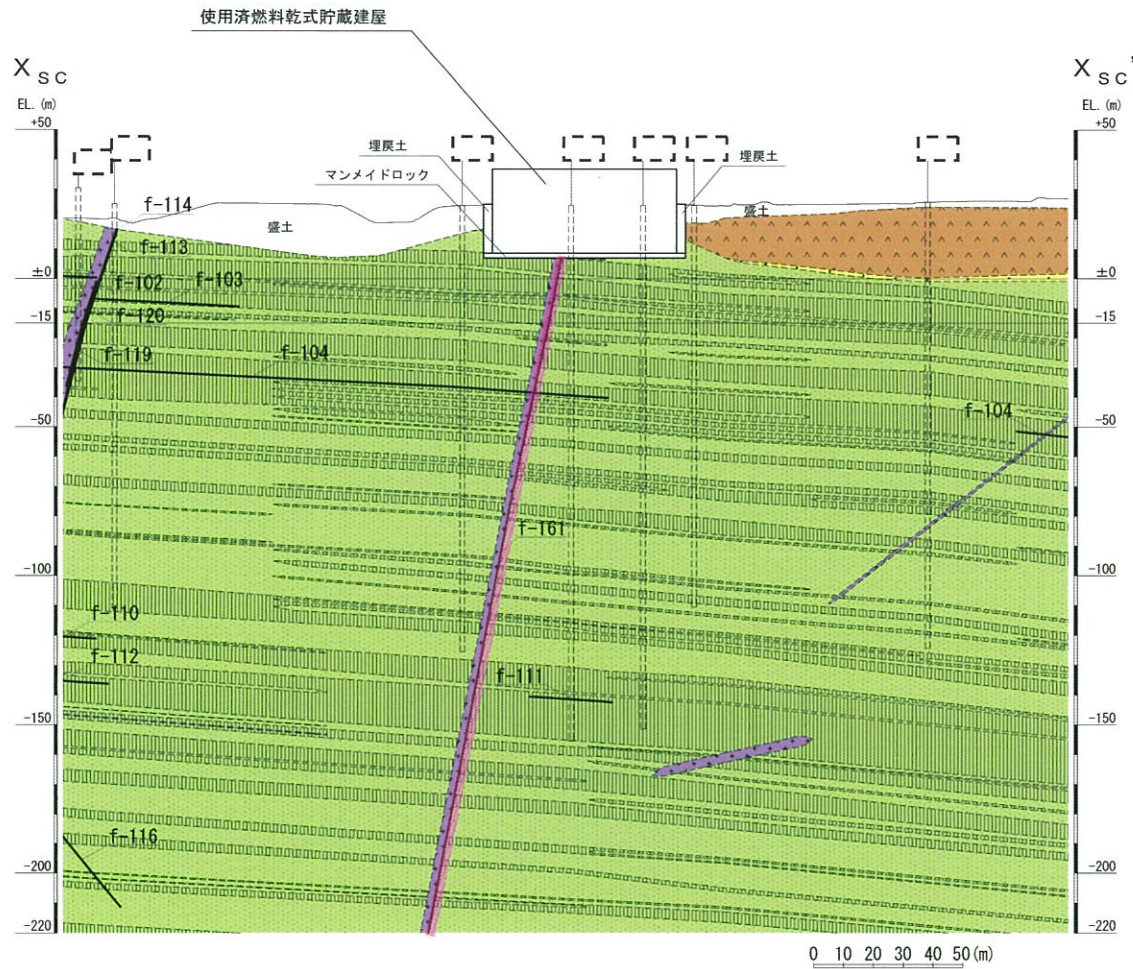 使用済燃料乾式貯蔵建屋
X SC
X SC'
EL. (m)
EL. (m)
+50
+50
埋戻土
埋戻土
マンメイドロック
f-114
盛土
盛土
f-113
±0
±0
f-102
f-103
-15
-15
f-120
f-119
f-104
f-104
-50
-50
f-161
-100
-100
f-110
f-112
f-111
-150
-150
f-116
-200
-200
-220
-220
0 10 20 30 40 50(m)